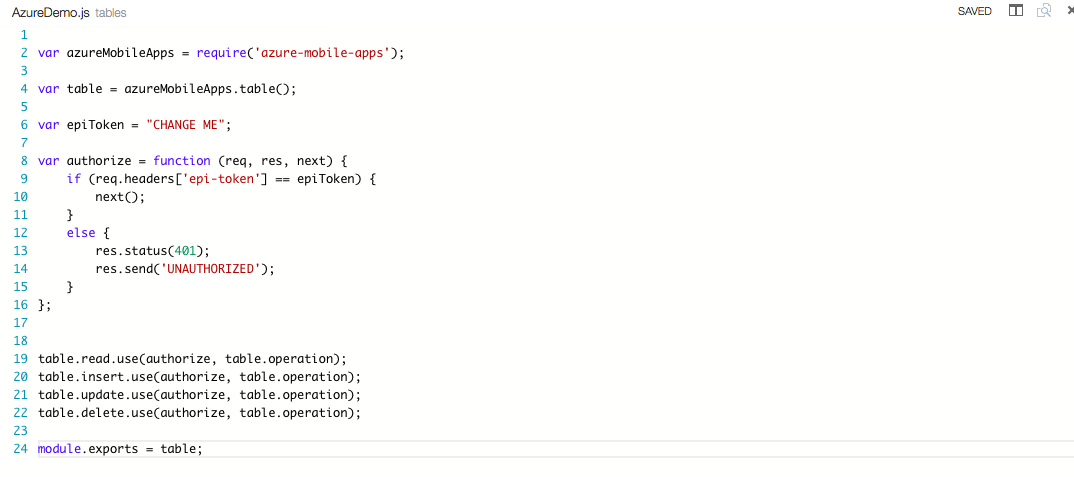 AzureDemo.js tables SAVED
1
2 var azureMobileApps = require('azure-mobile-apps');
3
4 var table = azureMobileApps.table();
5
6 var epiToken = "CHANGE ME";
7
8 var authorize = function (req, res, next) {
9     if (req.headers['epi-token'] == epiToken) {
10         next();
11     }
12     else {
13         res.status(401);
14         res.send('UNAUTHORIZED');
15     }
16 };
17
18
19 table.read.use(authorize, table.operation);
20 table.insert.use(authorize, table.operation);
21 table.update.use(authorize, table.operation);
22 table.delete.use(authorize, table.operation);
23
24 module.exports = table;